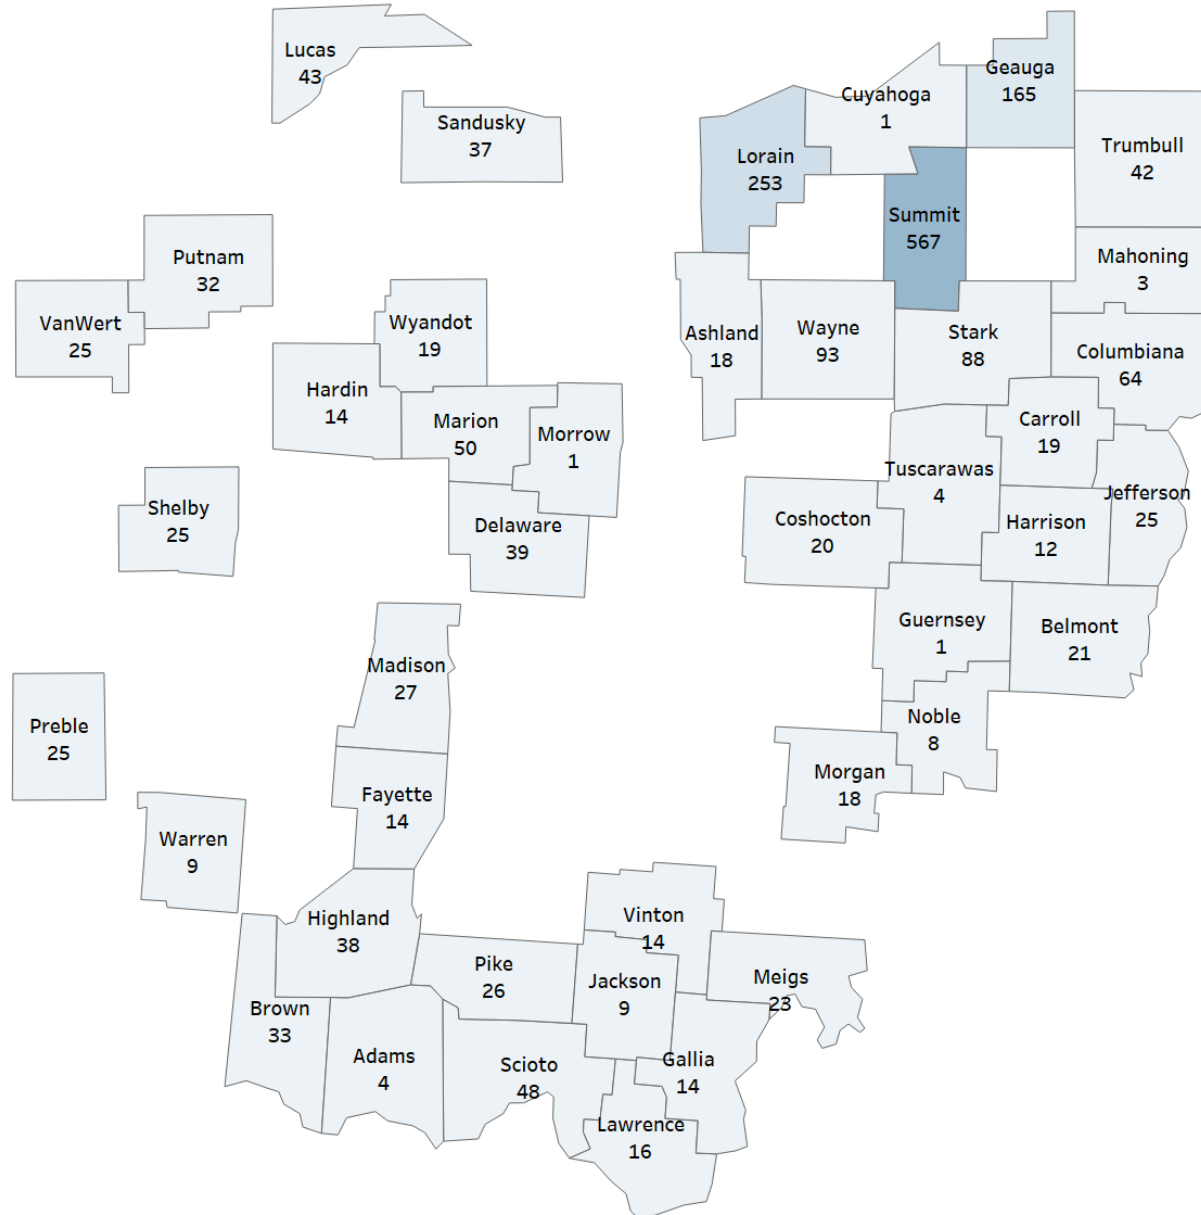 Lucas
43
Sandusky
37
Geauga
165
Cuyahoga
1
Lorain
253
Trumbull
42
Summit
567
Putnam
32
Mahoning
3
VanWert
25
Wyandot
19
Ashland
18
Wayne
93
Stark
88
Columbiana
64
Hardin
14
Marion
50
Morrow
1
Carroll
19
Tuscarawas
4
Jefferson
25
Shelby
25
Delaware
39
Coshocton
20
Harrison
12
Guernsey
1
Belmont
21
Madison
27
Preble
25
Noble
8
Morgan
18
Fayette
14
Warren
9
Highland
38
Vinton
14
Pike
26
Jackson
9
Meigs
23
Brown
33
Adams
4
Scioto
48
Gallia
14
Lawrence
16